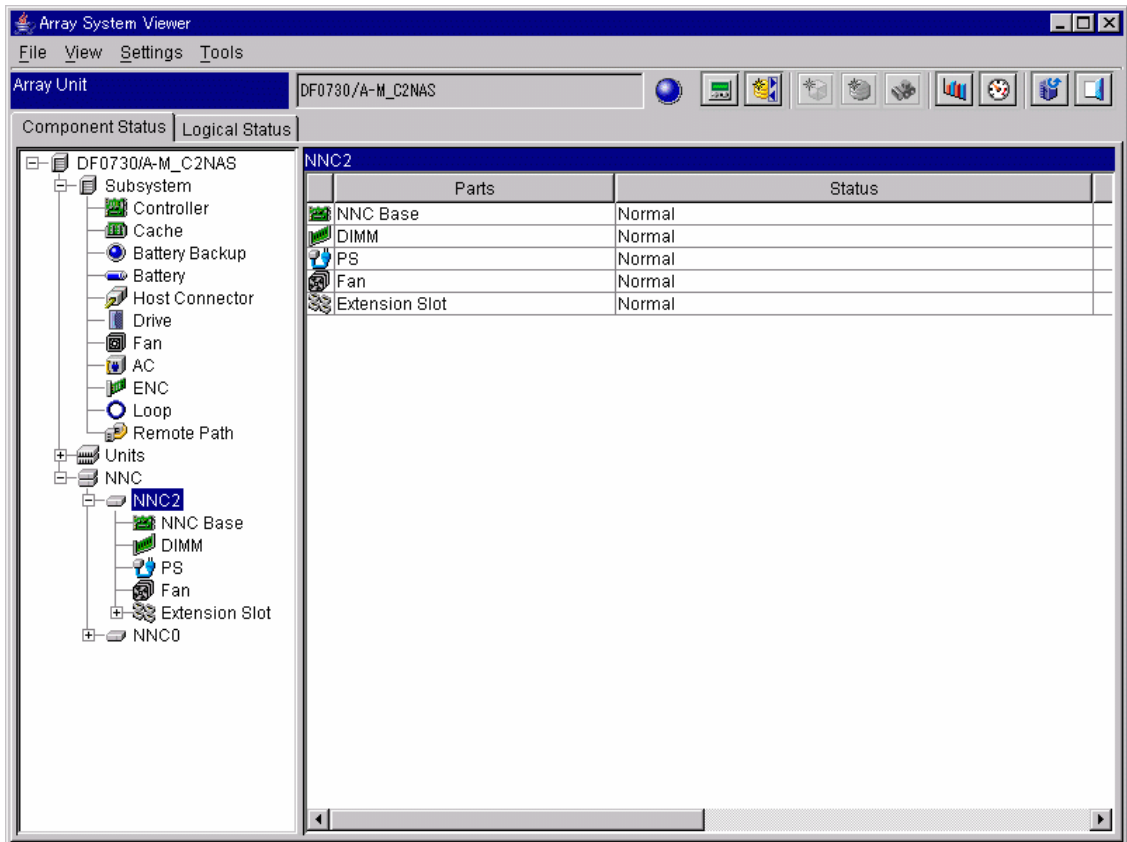 Array System Viewer
File View Settings Tools
Array Unit
DF0730/A-M_C2NAS
Component Status Logical Status
DF0730/A-M_C2NAS
Subsystem
Controller
Cache
Battery Backup
Battery
Host Connector
Drive
Fan
AC
ENC
Loop
Remote Path
Units
NNC
NNC2
NNC Base
DIMM
PS
Fan
Extension Slot
NNC0
NNC2
Parts Status
NNC Base Normal
DIMM Normal
PS Normal
Fan Normal
Extension Slot Normal